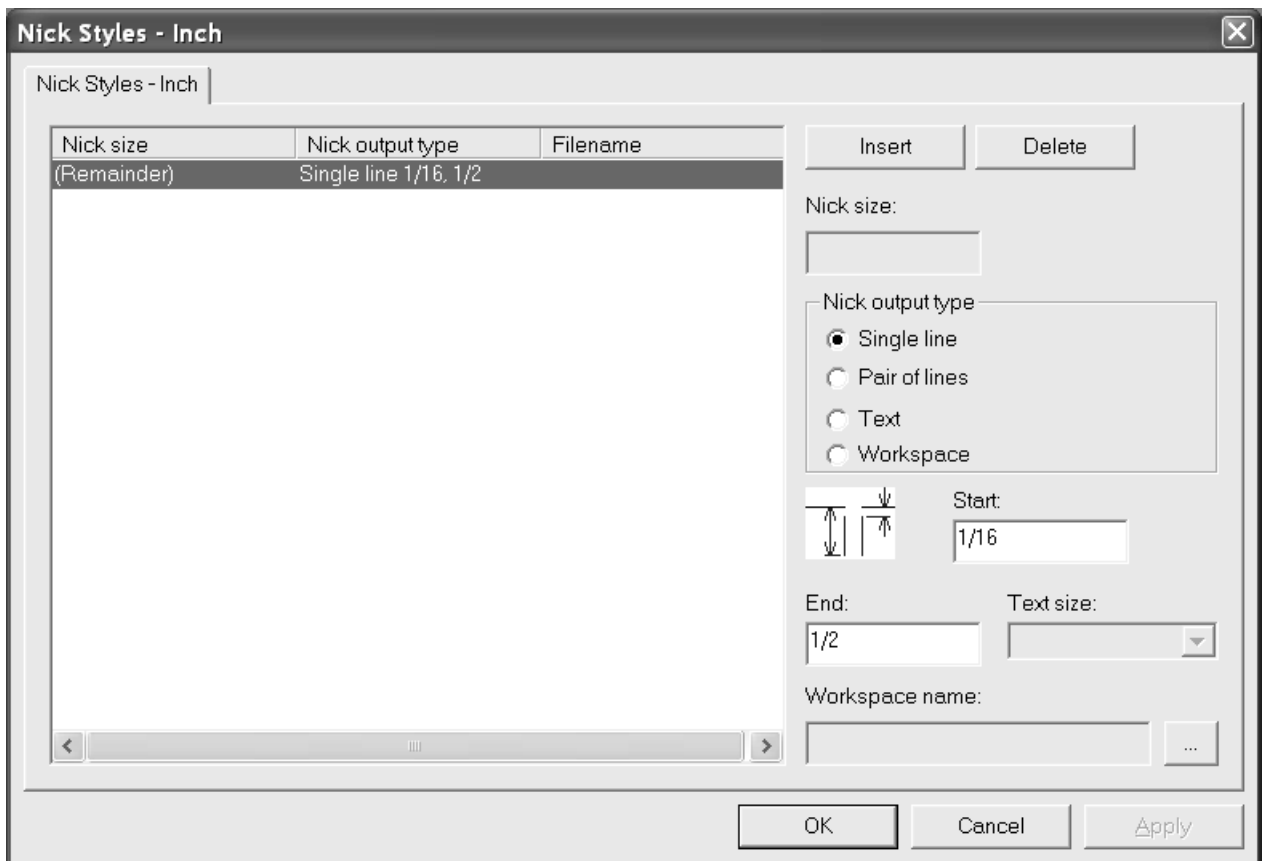 Nick Styles - Inch
Nick Styles - Inch
Nick size Nick output type Filename
(Remainder) Single line 1/16, 1/2
Insert Delete
Nick size:
Nick output type
Single line
Pair of lines
Text
Workspace
Start:
1/16
End: Text size:
1/2
Workspace name:
...
OK Cancel Apply